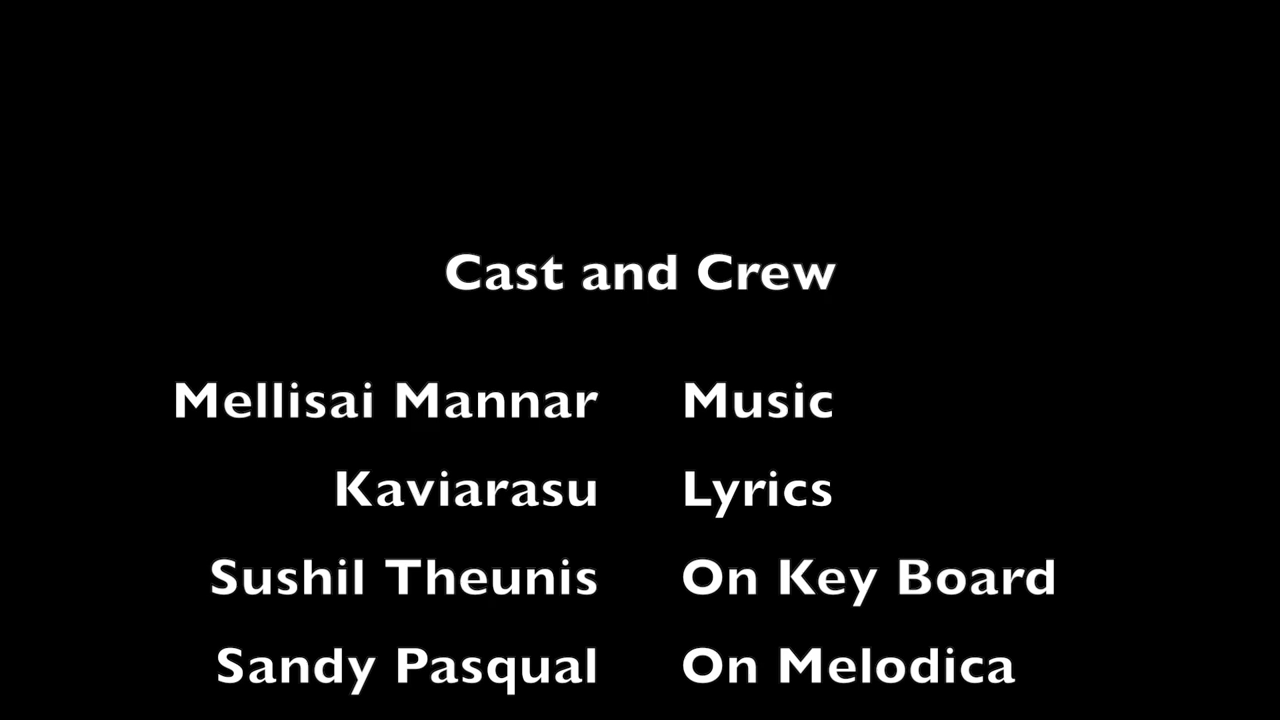 Cast and Crew
Mellisai Mannar Music
Kaviarasu Lyrics
Sushil Theunis On Key Board
Sandy Pasqual On Melodica